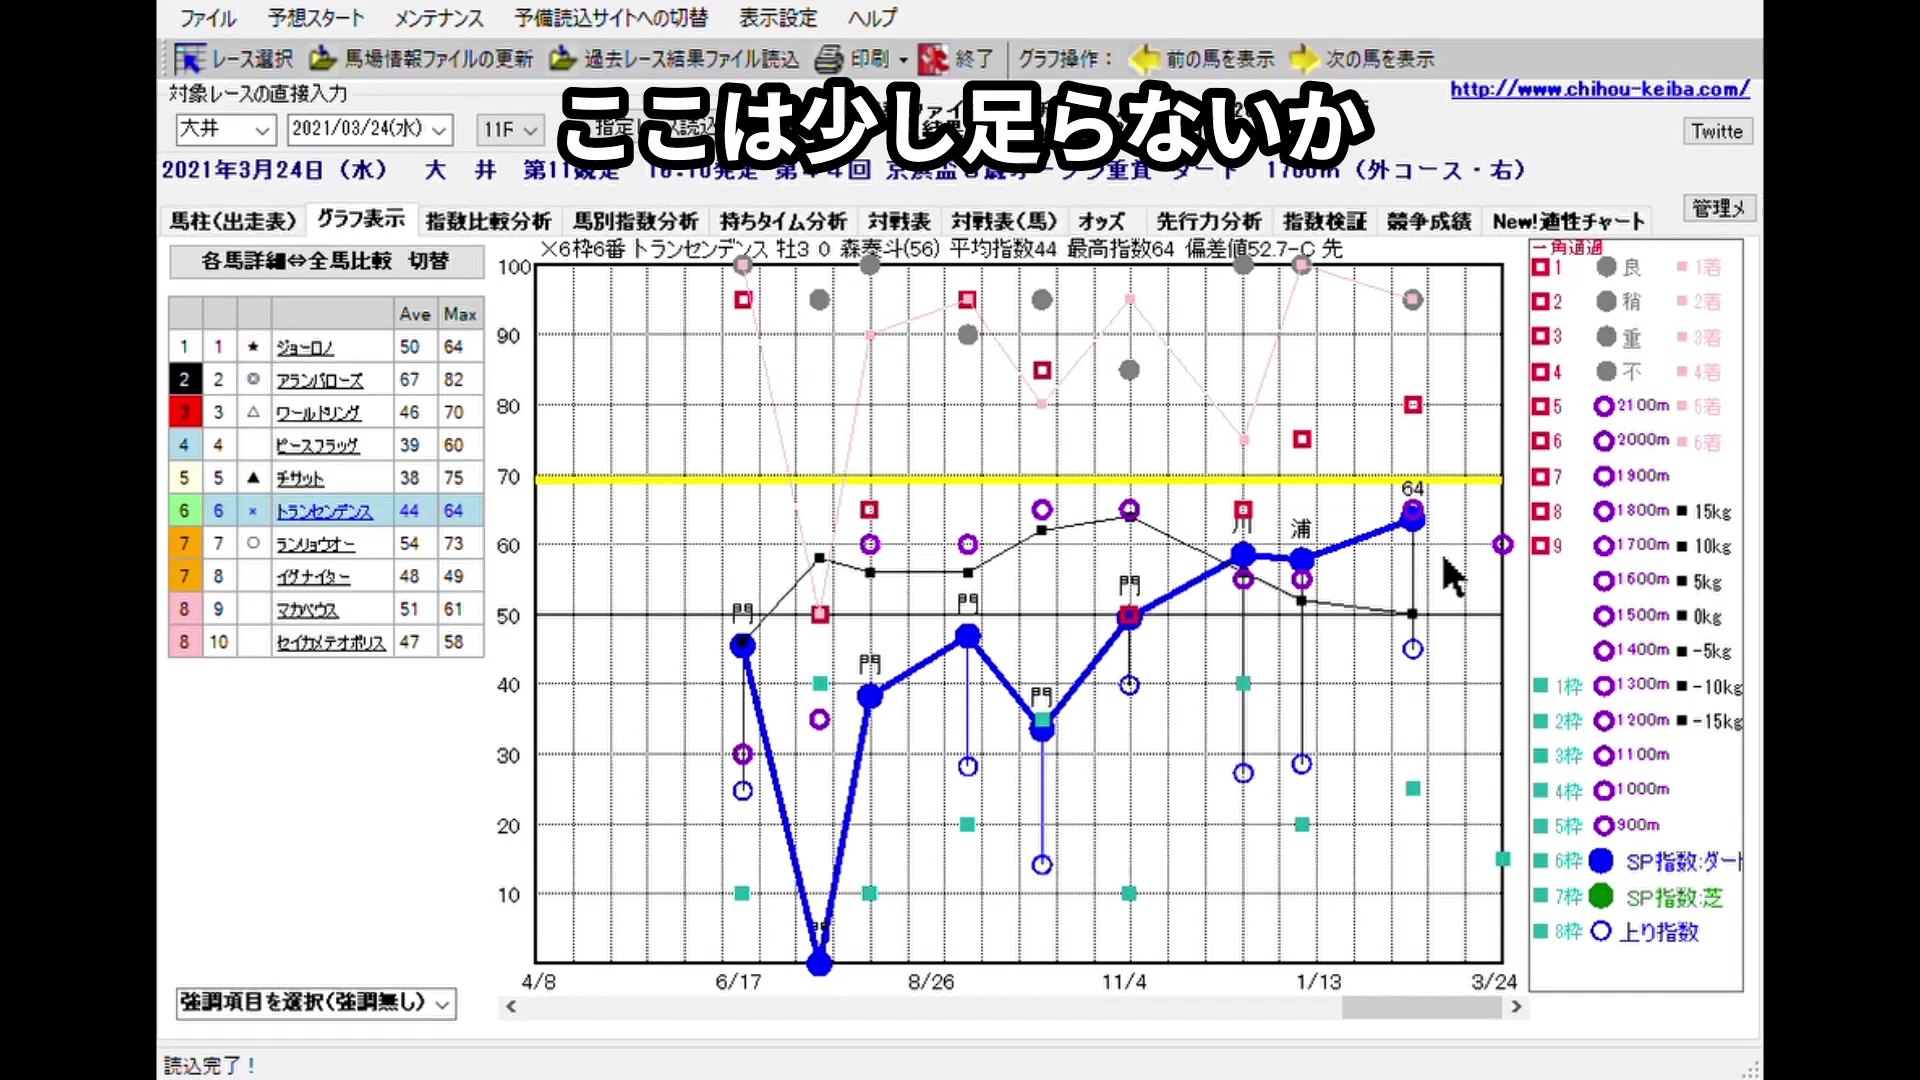 ファイル 予想スタート メンテナンス 予備読込サイトへの切替 表示設定 ヘルプ
レース選択 馬場情報ファイルの更新 過去レース結果ファイル読込 印刷 終了 グラフ操作： 前の馬を表示 次の馬を表示
対象レースの直接入力
http://www.chihou-keiba.com/
大井 2021/03/24(水) 11R
ここは少し足らないか
Twitte
2021年3月24日（水） 大 井 第11競走
1700m（外コース・右）
管理メ
馬柱(出走表) グラフ表示 指数比較分析 馬別指数分析 持ちタイム分析 対戦表 対戦表(馬) オッズ 先行力分析 指数検証 競争成績 New!適性チャート
各馬詳細⇔全馬比較 切替
×6枠6番 トランセンデンス 牡3 0 森泰斗(56) 平均指数44 最高指数64 偏差値52.7-C 先
Ave Max
1 1 ★ ジョーロノ 50 64
2 2 ◎ アランバローズ 67 82
3 3 △ ワールドリング 46 70
4 4 ピースフラッグ 39 60
5 5 ▲ チサット 38 75
6 6 × トランセンデンス 44 64
7 7 ○ ランリョウオー 54 73
7 8 イグナイター 48 49
8 9 マカベウス 51 61
8 10 セイカメテオポリス 47 58
100
90
80
70
60
50
40
30
20
10
門
門
門
門
門
川
浦
64
4/8 6/17 8/26 11/4 1/13 3/24
一角通過
1 良 1着
2 稍 2着
3 重 3着
4 不 4着
5 2100m 5着
6 2000m 6着
7 1900m
8 1800m 15kg
9 1700m 10kg
1600m 5kg
1500m 0kg
1400m -5kg
1枠 1300m -10kg
2枠 1200m -15kg
3枠 1100m
4枠 1000m
5枠 900m
6枠 SP指数:ダート
7枠 SP指数:芝
8枠 上り指数
強調項目を選択(強調無し)
読込完了！